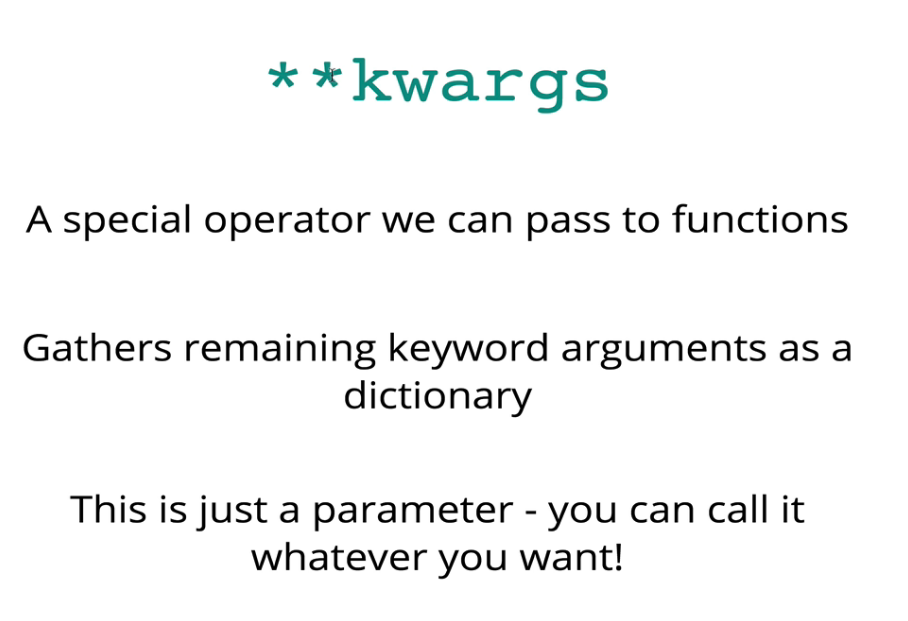 **kwargs
A special operator we can pass to functions
Gathers remaining keyword arguments as a
dictionary
This is just a parameter - you can call it
whatever you want!